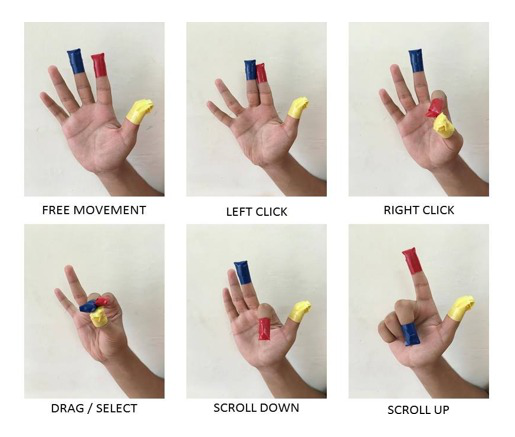 FREE MOVEMENT
LEFT CLICK
RIGHT CLICK
DRAG / SELECT
SCROLL DOWN
SCROLL UP